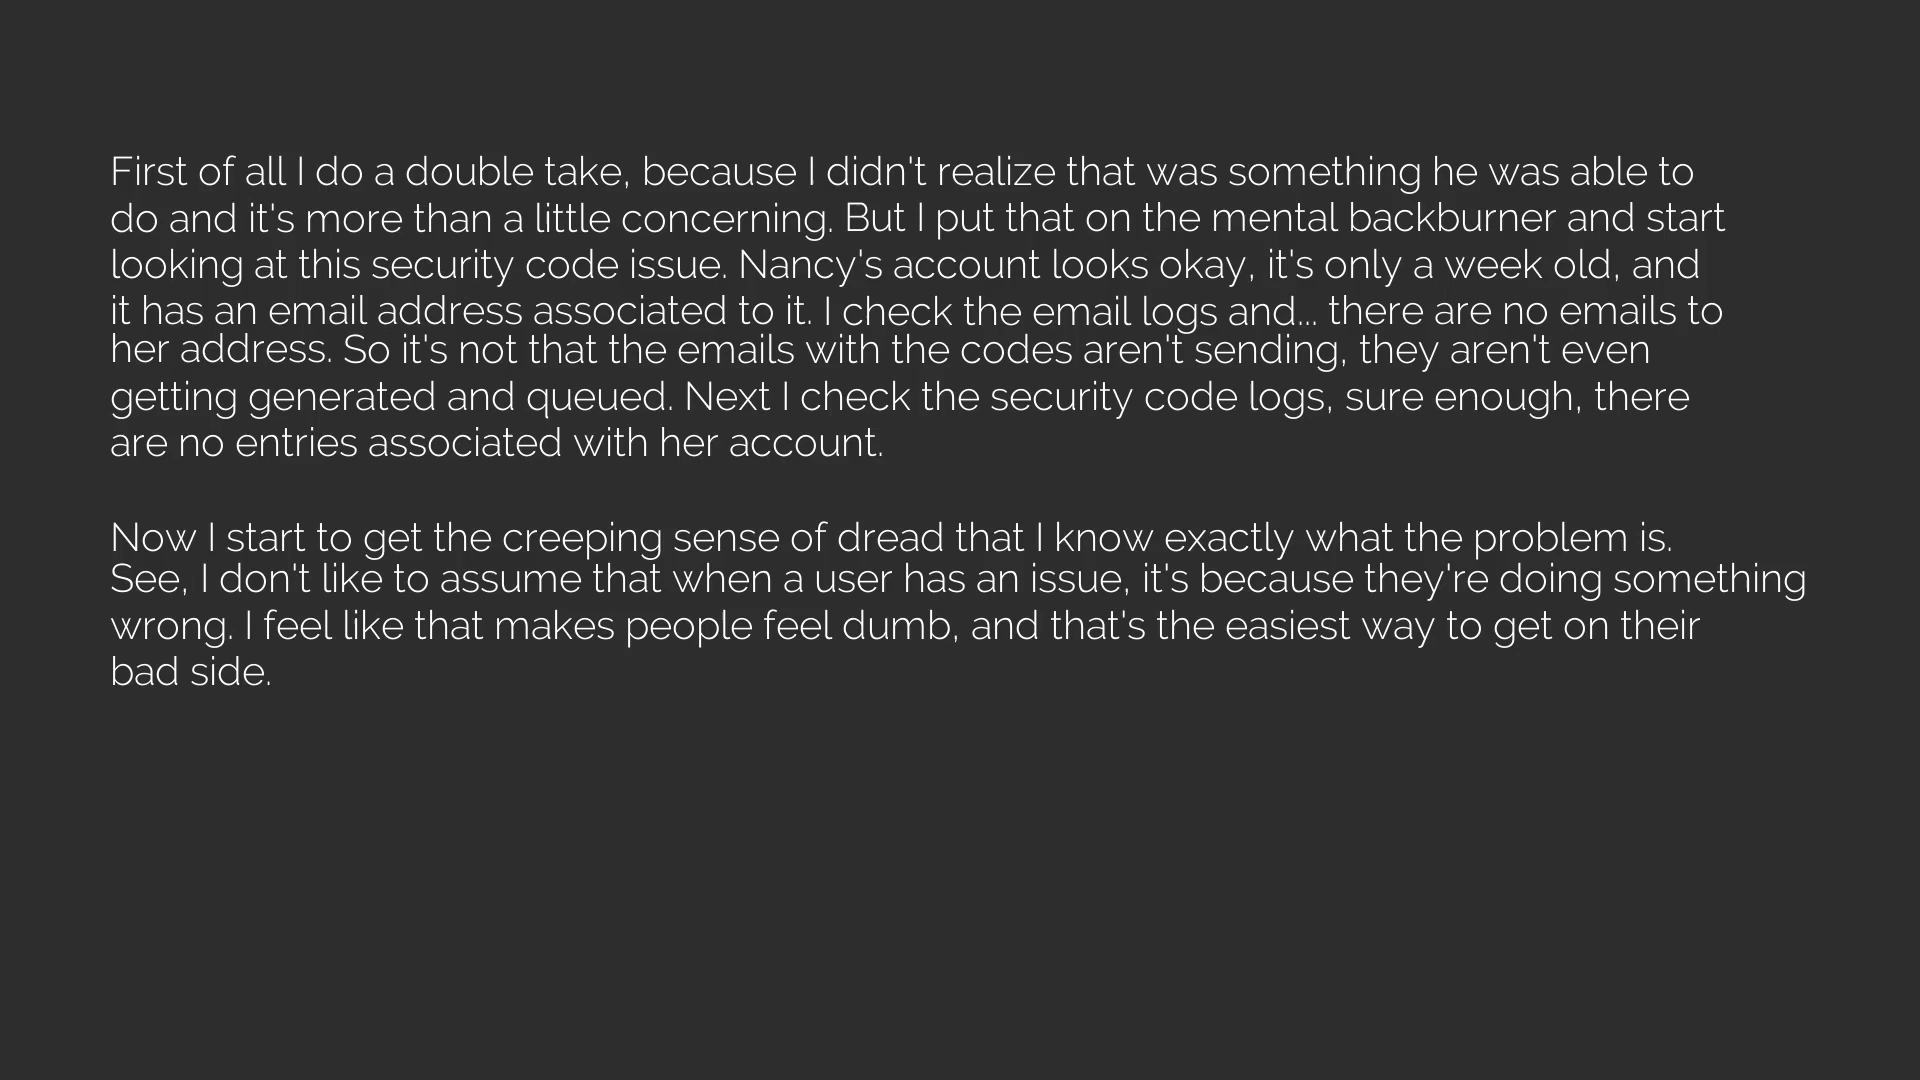 First of all I do a double take, because I didn't realize that was something he was able to
do and it's more than a little concerning. But I put that on the mental backburner and start
looking at this security code issue. Nancy's account looks okay, it's only a week old, and
it has an email address associated to it. I check the email logs and... there are no emails to
her address. So it's not that the emails with the codes aren't sending, they aren't even
getting generated and queued. Next I check the security code logs, sure enough, there
are no entries associated with her account.
Now I start to get the creeping sense of dread that I know exactly what the problem is.
See, I don't like to assume that when a user has an issue, it's because they're doing something
wrong. I feel like that makes people feel dumb, and that's the easiest way to get on their
bad side.